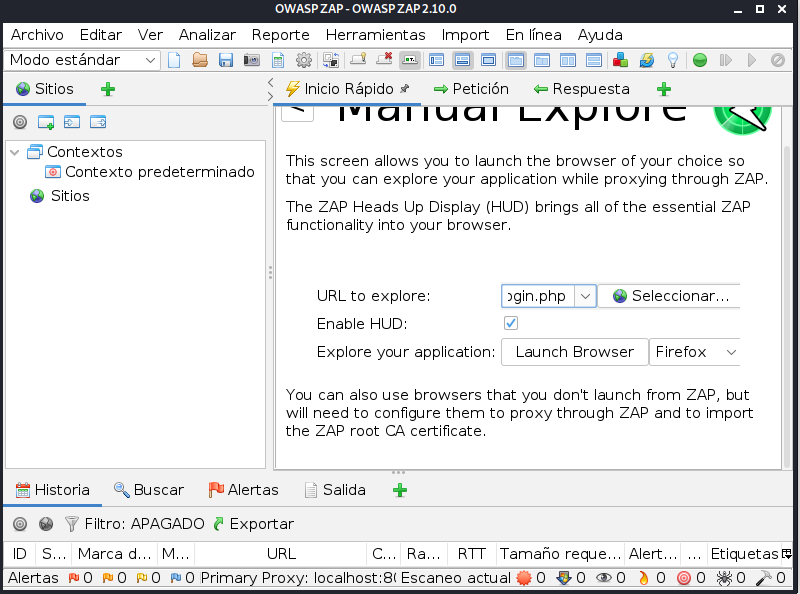 OWASP ZAP - OWASP ZAP 2.10.0
Archivo Editar Ver Analizar Reporte Herramientas Import En línea Ayuda
Modo estándar
Sitios
Inicio Rápido Petición Respuesta
< Manual Explore
Contextos
Contexto predeterminado
Sitios
This screen allows you to launch the browser of your choice so
that you can explore your application while proxying through ZAP.
The ZAP Heads Up Display (HUD) brings all of the essential ZAP
functionality into your browser.
URL to explore: ogin.php Seleccionar...
Enable HUD:
Explore your application: Launch Browser Firefox
You can also use browsers that you don't launch from ZAP, but
will need to configure them to proxy through ZAP and to import
the ZAP root CA certificate.
Historia Buscar Alertas Salida
Filtro: APAGADO Exportar
ID S... Marca d... M... URL C... Ra... RTT Tamaño reque... Alert... ... Etiquetas
Alertas 0 0 0 0 Primary Proxy: localhost:80 Escaneo actual 0 0 0 0 0 0 0